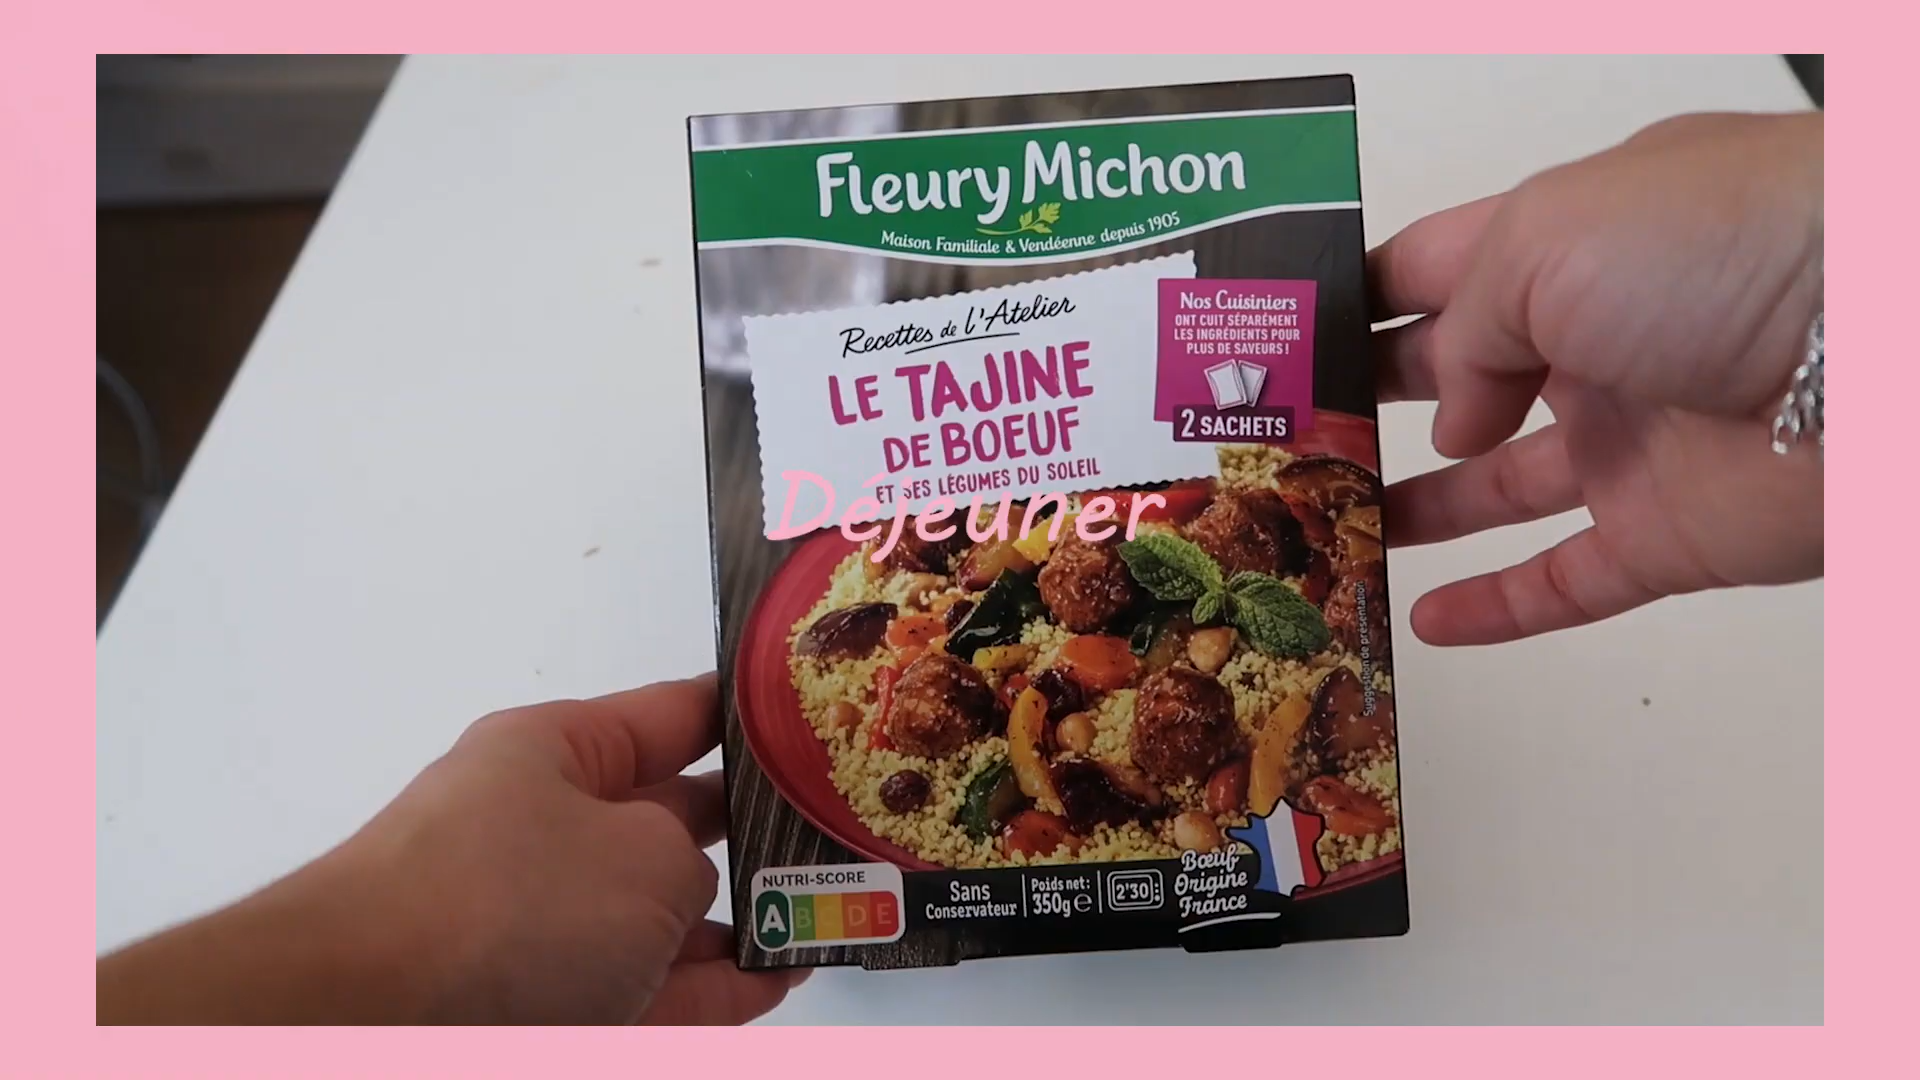 Fleury Michon
Maison Familiale & Vendéenne depuis 1905
Recettes de l'Atelier
LE TAJINE
DE BOEUF
ET SES LÉGUMES DU SOLEIL
Nos Cuisiniers
ONT CUIT SÉPARÉMENT
LES INGRÉDIENTS POUR
PLUS DE SAVEURS !
2 SACHETS
Déjeuner
Suggestion de présentation
NUTRI-SCORE
A B C D E
Sans
Conservateur
Poids net :
350g e
2'30
Bœuf
Origine
France